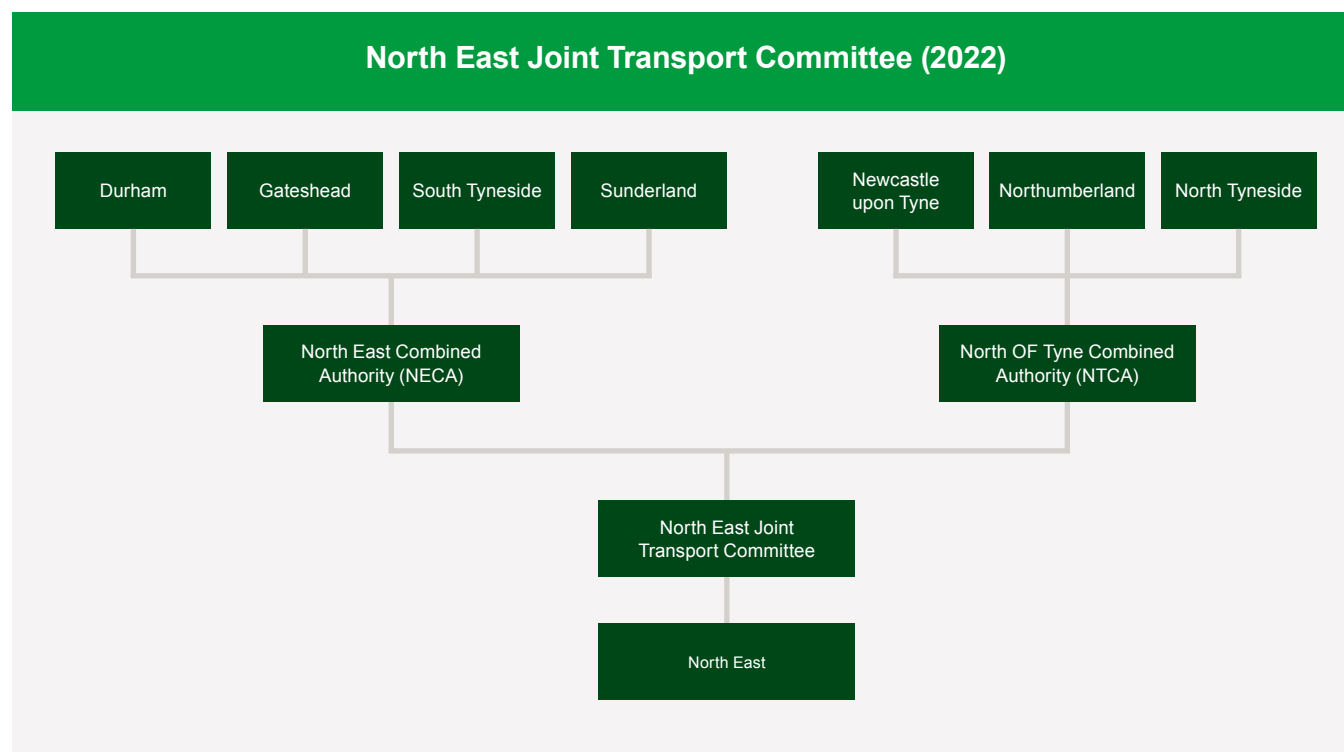 North East Joint Transport Committee (2022)
Durham
Gateshead
South Tyneside
Sunderland
Newcastle
upon Tyne
Northumberland
North Tyneside
North East Combined
Authority (NECA)
North OF Tyne Combined
Authority (NTCA)
North East Joint
Transport Committee
North East